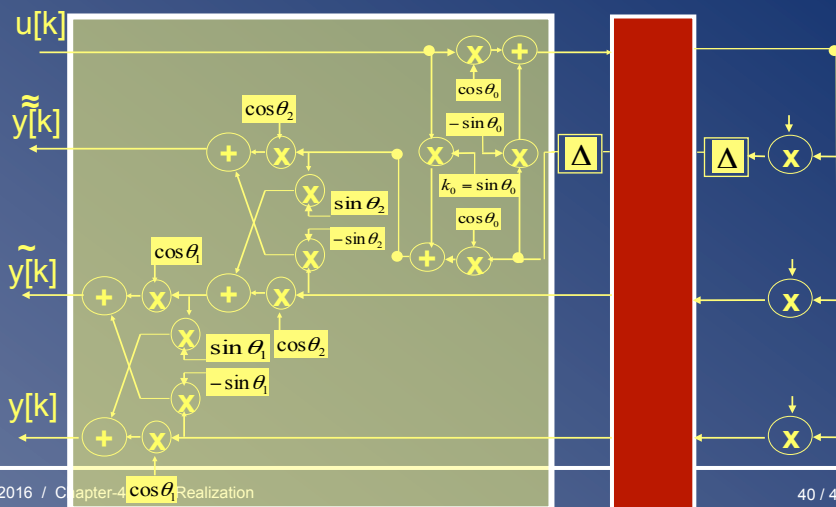 u[k]
x
+
cosθ₀
cosθ₂
−sinθ₀
ỹ̃[k]
+
x
x
x
Δ
Δ
x
x
k₀ = sinθ₀
sinθ₂
cosθ₀
−sinθ₂
cosθ₁
x
+
x
ỹ[k]
+
x
+
x
x
x
sinθ₁
cosθ₂
−sinθ₁
x
y[k]
+
x
x
cosθ₁
2016 / Chapter-4 Realization
40 / 4